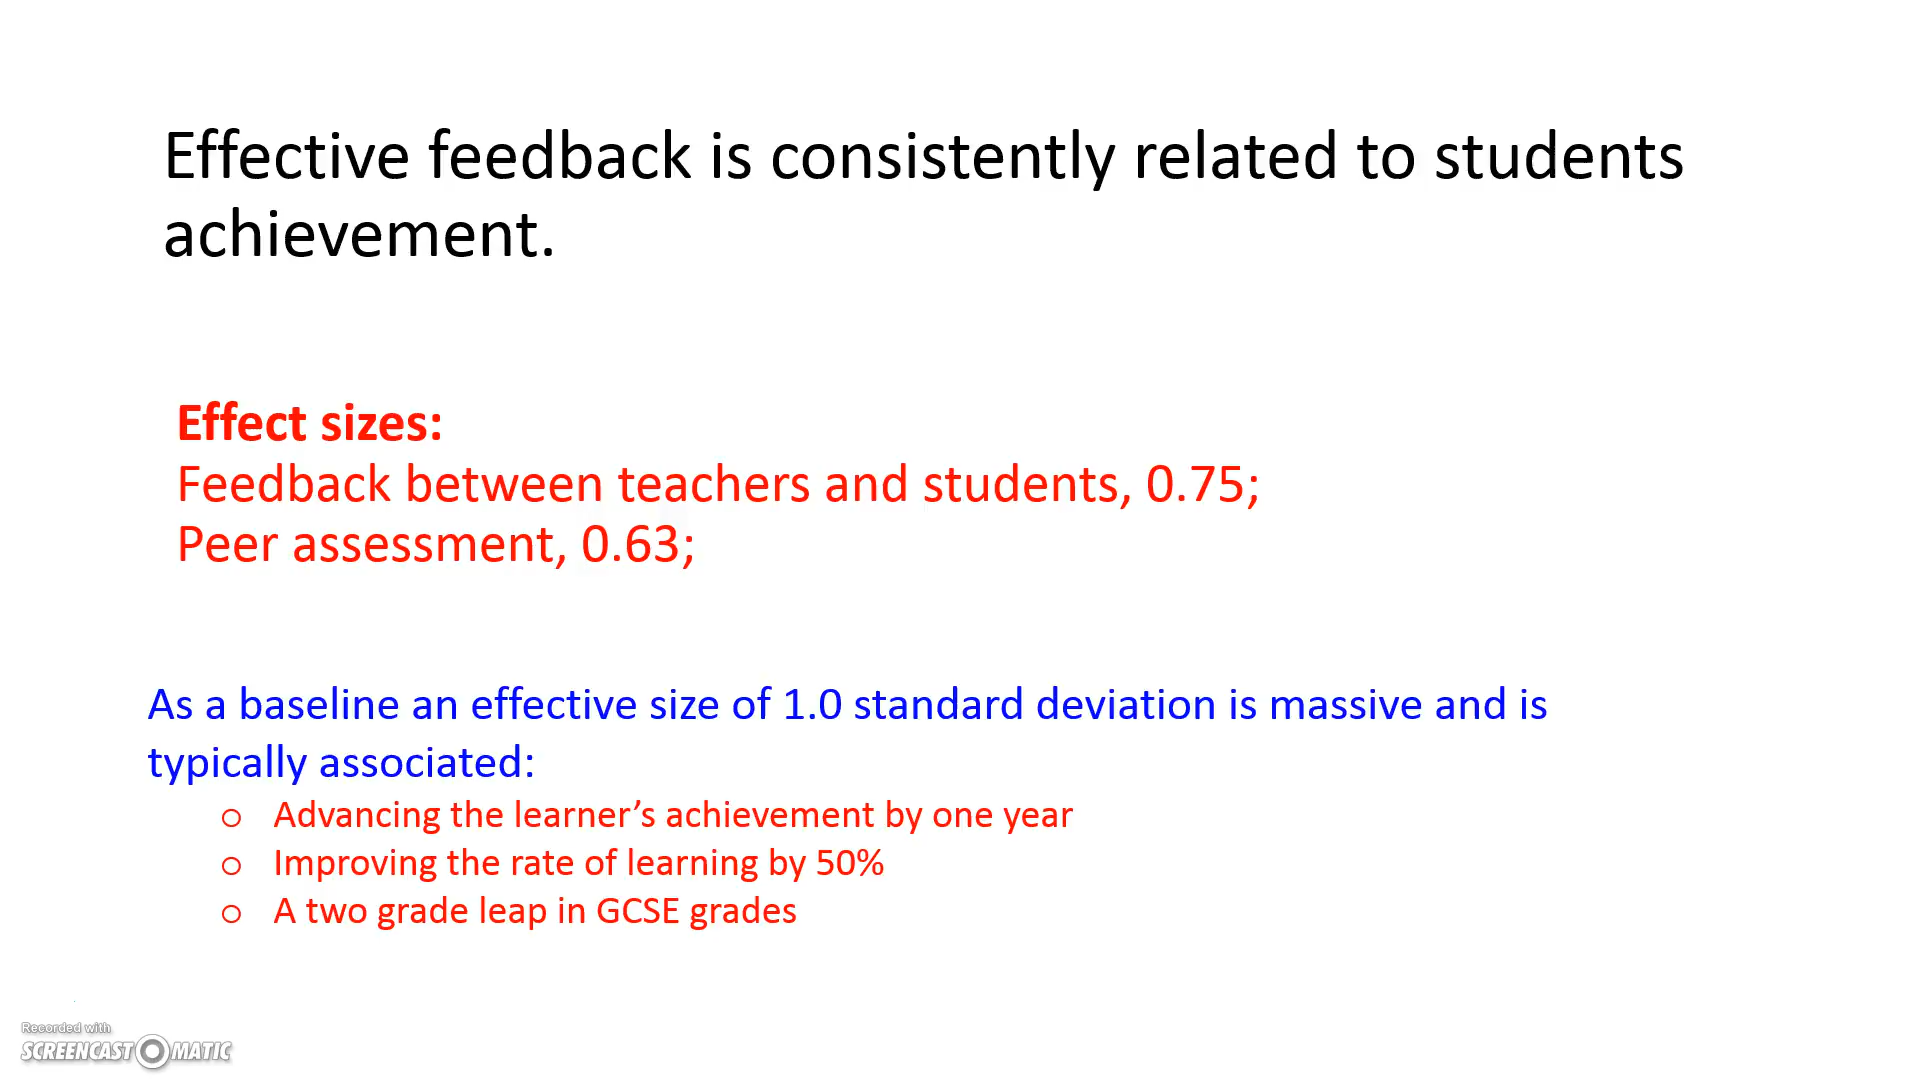 Effective feedback is consistently related to students
achievement.
Effect sizes:
Feedback between teachers and students, 0.75;
Peer assessment, 0.63;
As a baseline an effective size of 1.0 standard deviation is massive and is
typically associated:
o Advancing the learner’s achievement by one year
o Improving the rate of learning by 50%
o A two grade leap in GCSE grades
Recorded with
SCREENCAST O MATIC